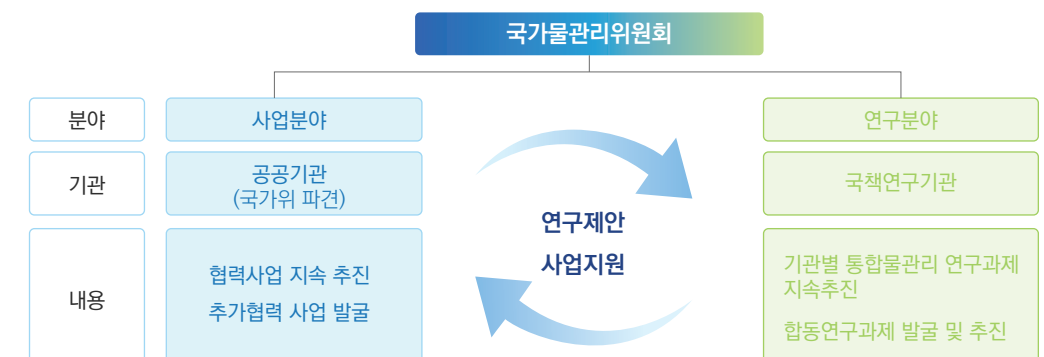 국가물관리위원회
분야
사업분야
연구분야
기관
공공기관
(국가위 파견)
국책연구기관
연구제안
사업지원
내용
협력사업 지속 추진
추가협력 사업 발굴
기관별 통합물관리 연구과제
지속추진
합동연구과제 발굴 및 추진